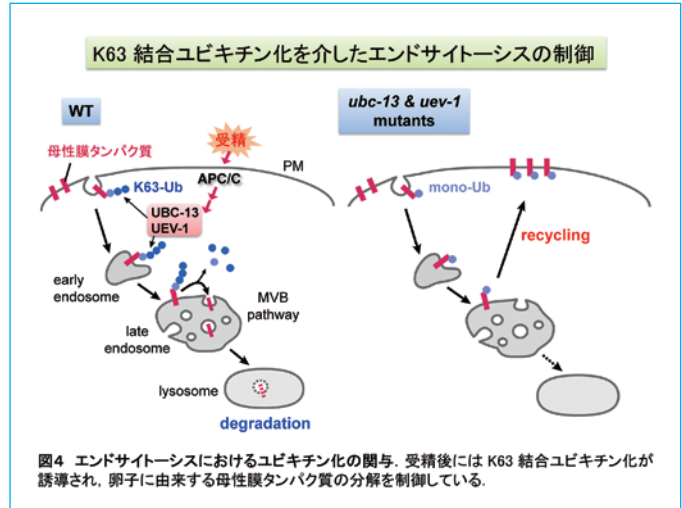 K63 結合ユビキチン化を介したエンドサイトーシスの制御
WT
母性膜タンパク質
受精
PM
APC/C
K63-Ub
UBC-13
UEV-1
early
endosome
MVB
pathway
late
endosome
lysosome
degradation
ubc-13 & uev-1
mutants
mono-Ub
recycling
図4 エンドサイトーシスにおけるユビキチン化の関与. 受精後には K63 結合ユビキチン化が
誘導され, 卵子に由来する母性膜タンパク質の分解を制御している.